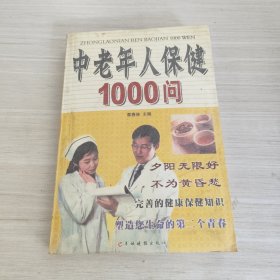 ZHONGLAONIAN REN BAOJIAN 1000 WEN
中老年人保健
1000问
主编
夕阳无限好
不为黄昏愁
完善的健康保健知识
塑造您生命的第二个青春